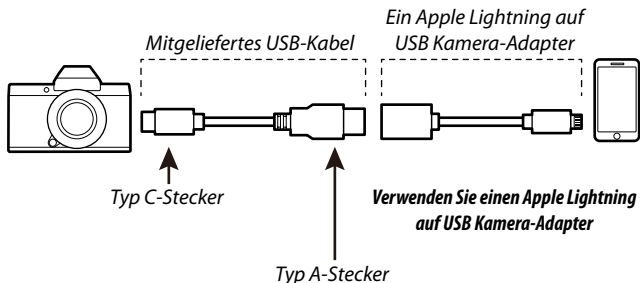 Mitgeliefertes USB-Kabel
Ein Apple Lightning auf
USB Kamera-Adapter
Typ C-Stecker
Verwenden Sie einen Apple Lightning
auf USB Kamera-Adapter
Typ A-Stecker